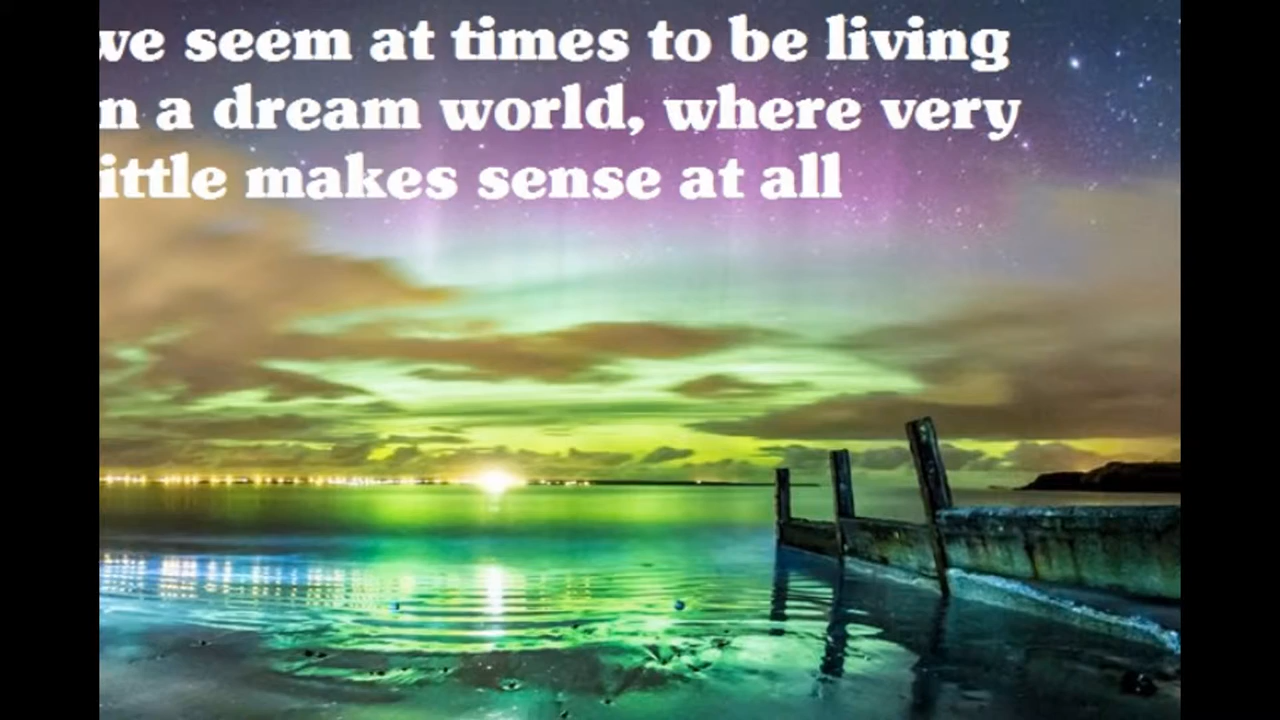 we seem at times to be living
n a dream world, where very
ittle makes sense at all